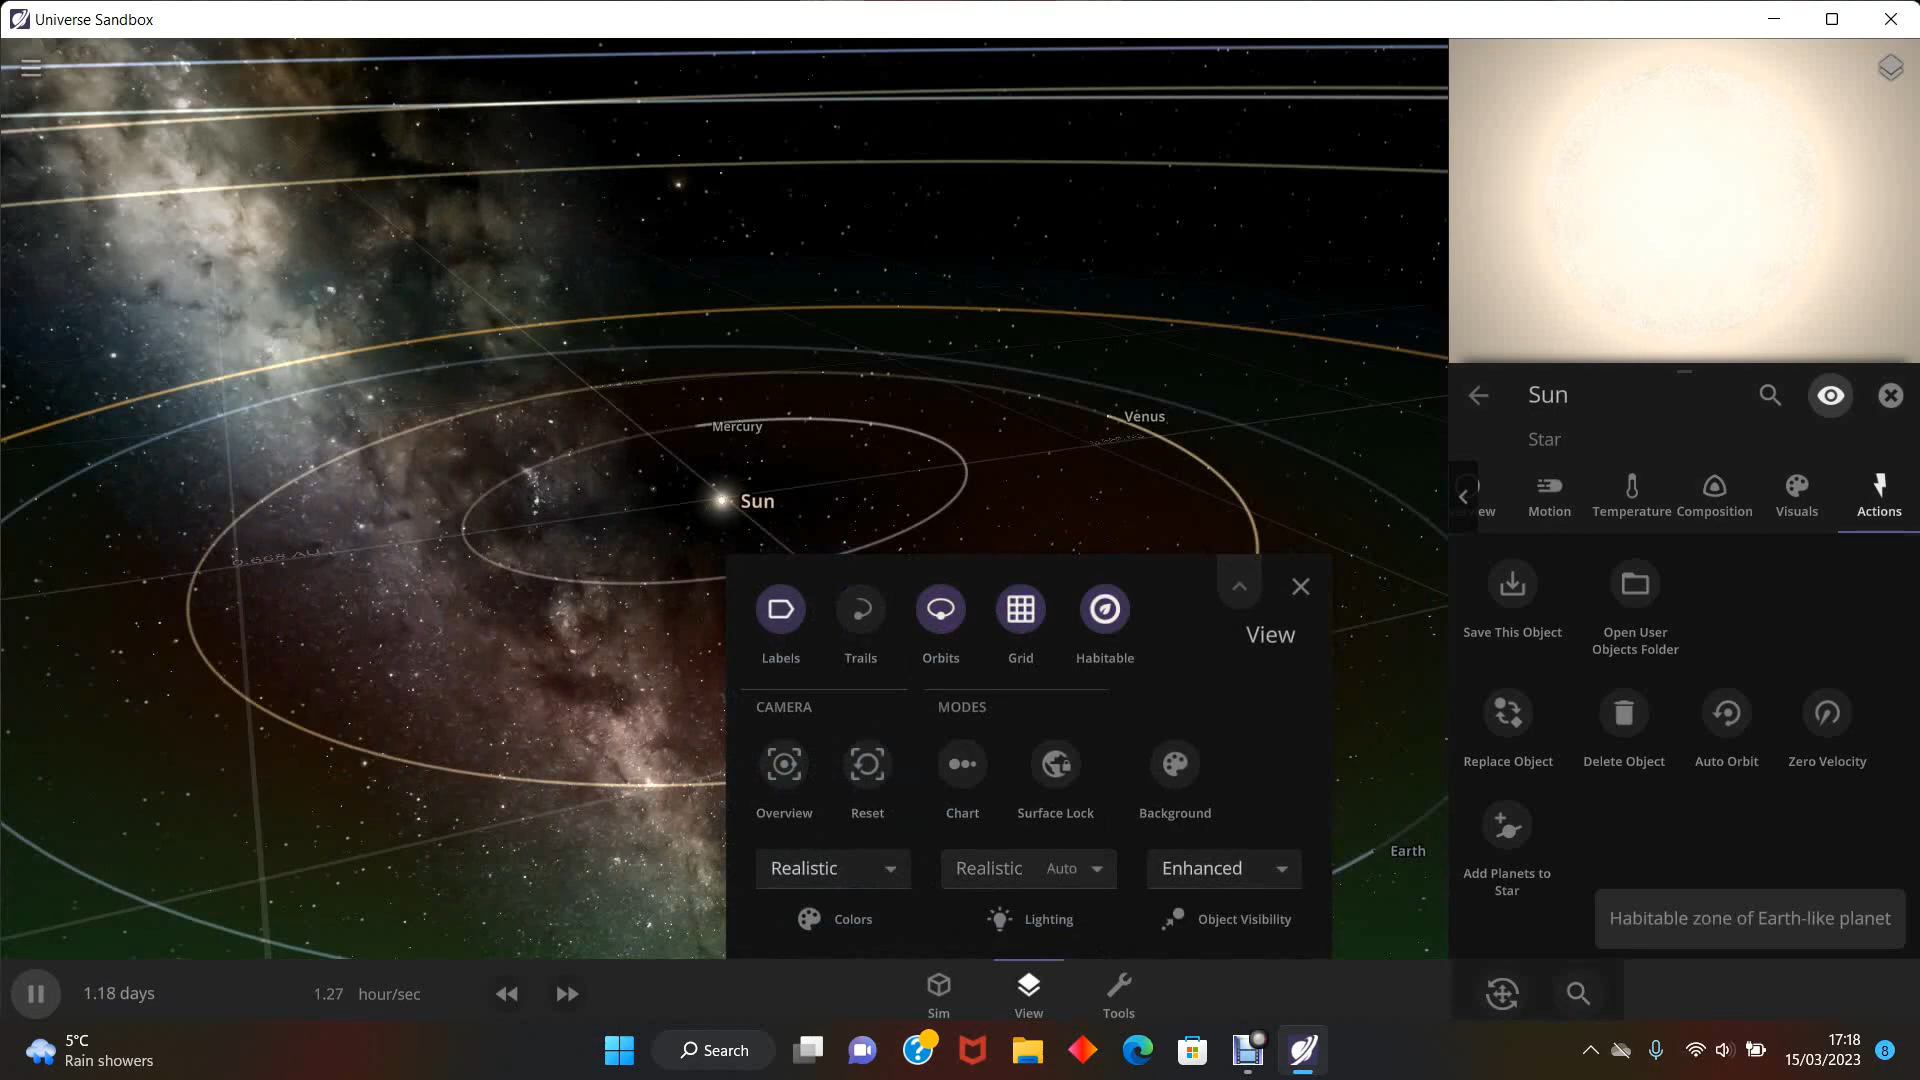 Universe Sandbox
Mercury
Venus
Sun
0.668 AU
Earth
Labels
Trails
Orbits
Grid
Habitable
View
CAMERA
MODES
Overview
Reset
Chart
Surface Lock
Background
Realistic
Realistic Auto
Enhanced
Colors
Lighting
Object Visibility
Sun
Star
Motion
Temperature
Composition
Visuals
Actions
Save This Object
Open User
Objects Folder
Replace Object
Delete Object
Auto Orbit
Zero Velocity
Add Planets to
Star
Habitable zone of Earth-like planet
1.18 days
1.27 hour/sec
Sim
View
Tools
5°C
Rain showers
Search
17:18
15/03/2023
8